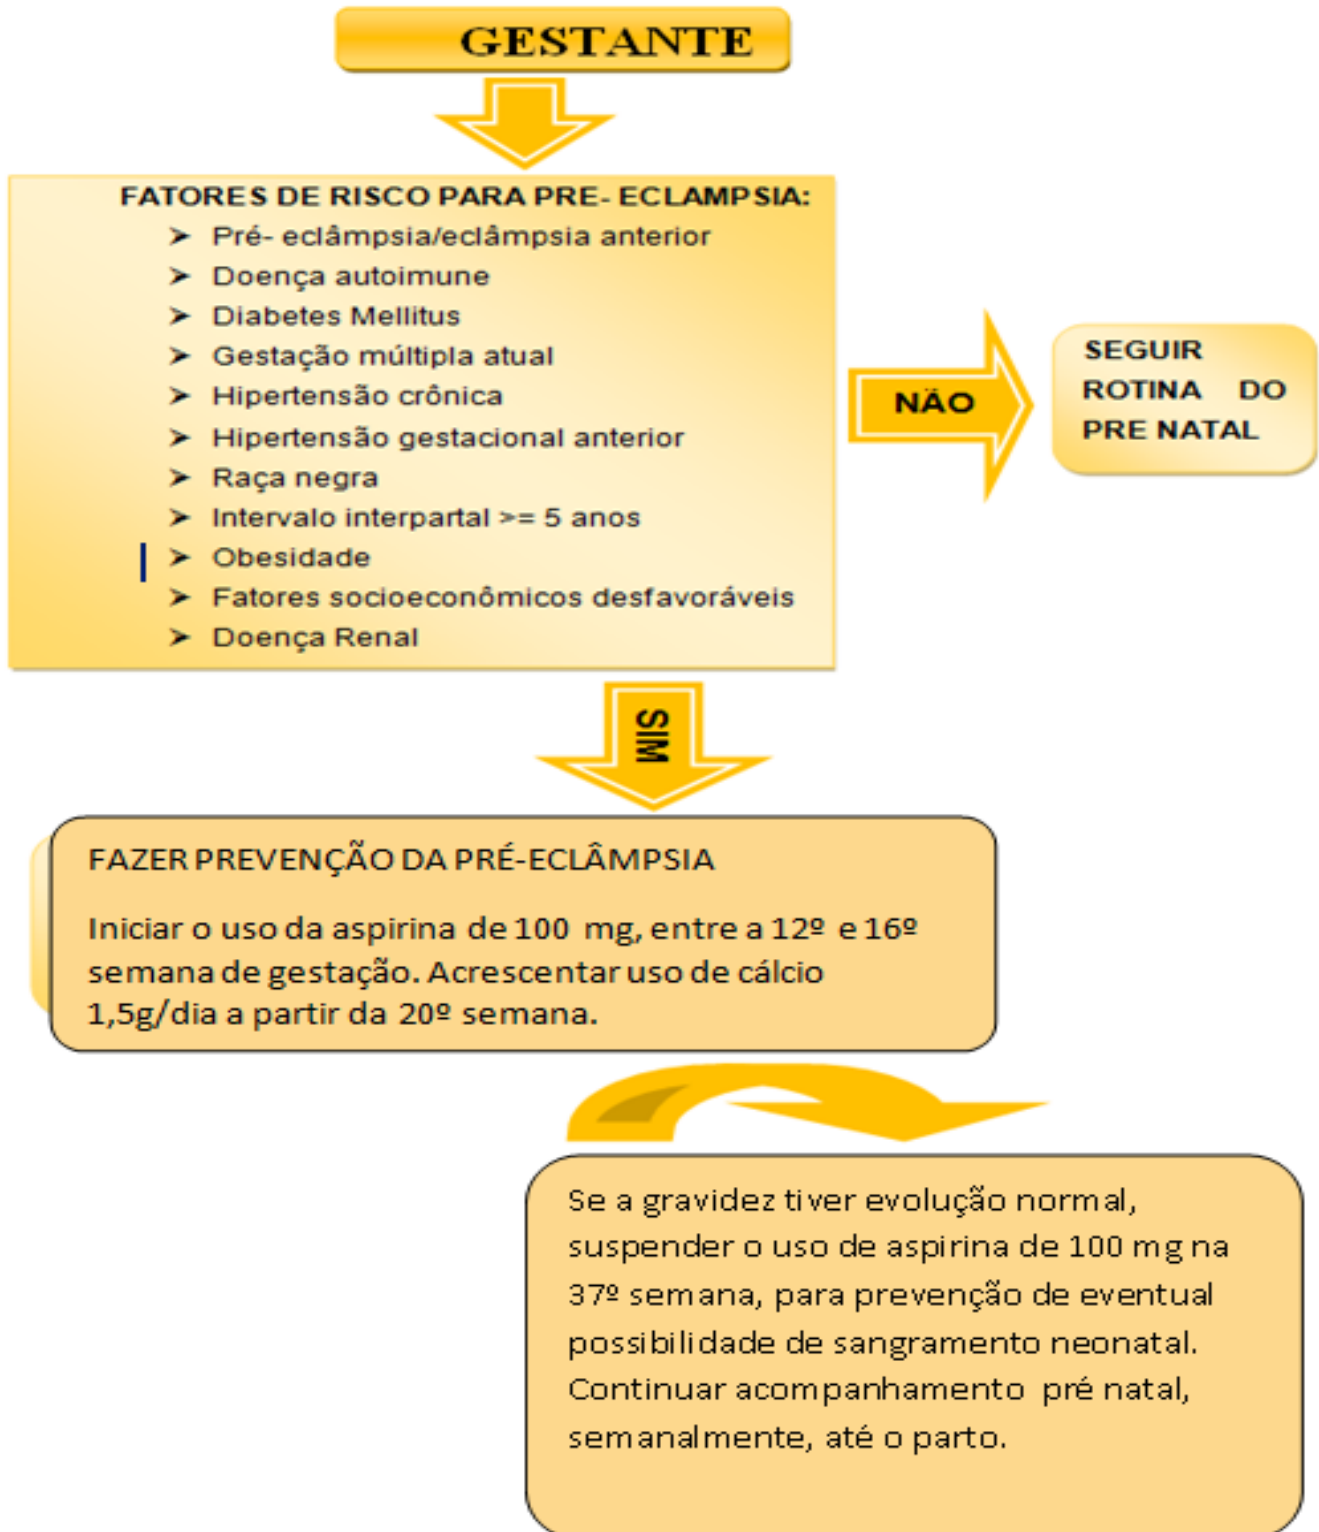 GESTANTE
FATORES DE RISCO PARA PRE- ECLAMPSIA:
➤ Pré- eclâmpsia/eclâmpsia anterior
➤ Doença autoimune
➤ Diabetes Mellitus
➤ Gestação múltipla atual
➤ Hipertensão crônica
➤ Hipertensão gestacional anterior
➤ Raça negra
➤ Intervalo interpartal >= 5 anos
➤ Obesidade
➤ Fatores socioeconômicos desfavoráveis
➤ Doença Renal
NÃO
SEGUIR
ROTINA DO
PRE NATAL
SIM
FAZER PREVENÇÃO DA PRÉ-ECLÂMPSIA
Iniciar o uso da aspirina de 100 mg, entre a 12º e 16º
semana de gestação. Acrescentar uso de cálcio
1,5g/dia a partir da 20º semana.
Se a gravidez tiver evolução normal,
suspender o uso de aspirina de 100 mg na
37º semana, para prevenção de eventual
possibilidade de sangramento neonatal.
Continuar acompanhamento pré natal,
semanalmente, até o parto.